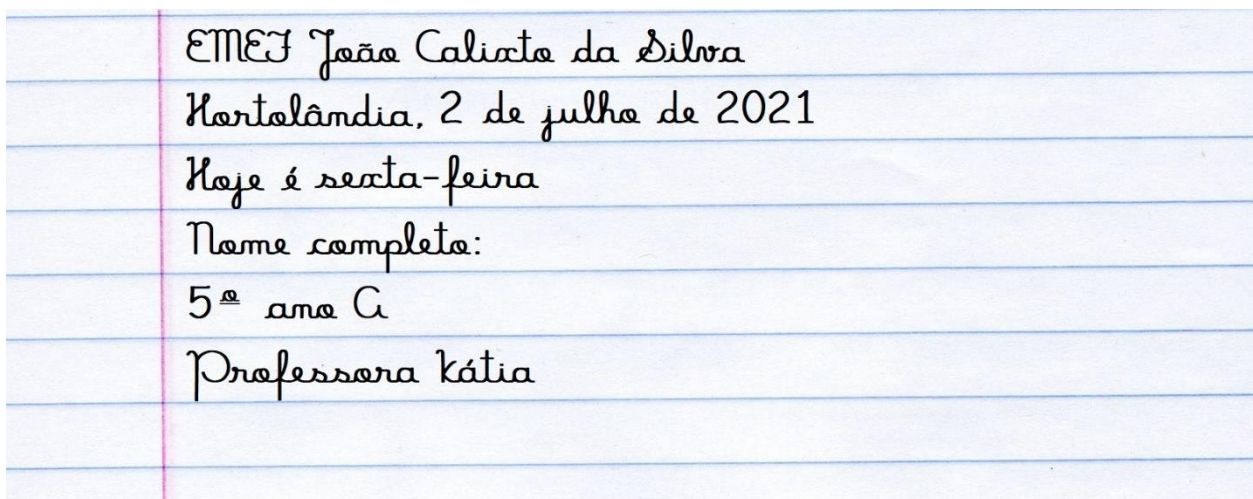 EMEF João Calixto da Silva
Hortolândia, 2 de julho de 2021
Hoje é sexta-feira
Nome completo:
5º ano A
Professora Kátia